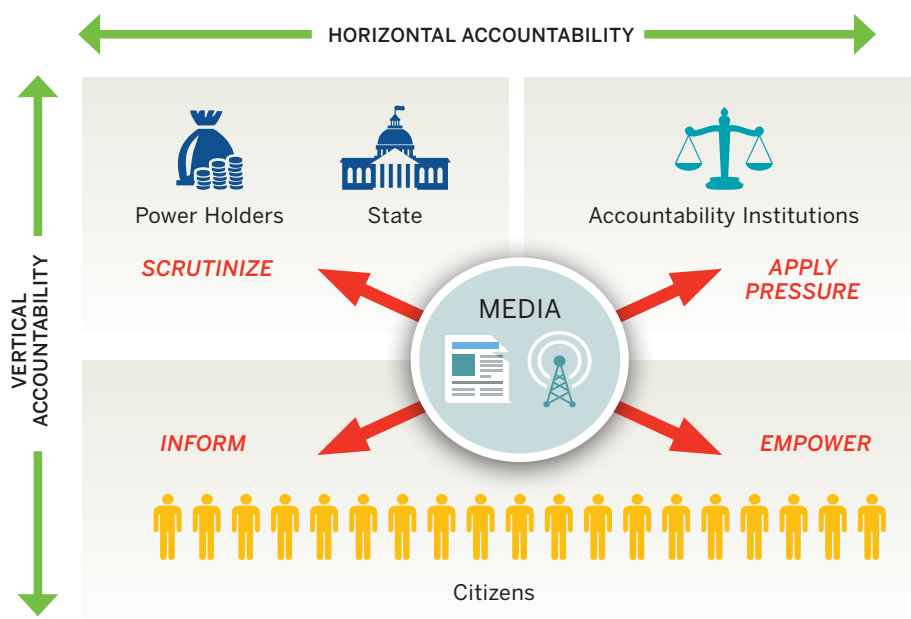 HORIZONTAL ACCOUNTABILITY
VERTICAL
ACCOUNTABILITY
Power Holders
State
Accountability Institutions
SCRUTINIZE
APPLY
PRESSURE
MEDIA
INFORM
EMPOWER
Citizens